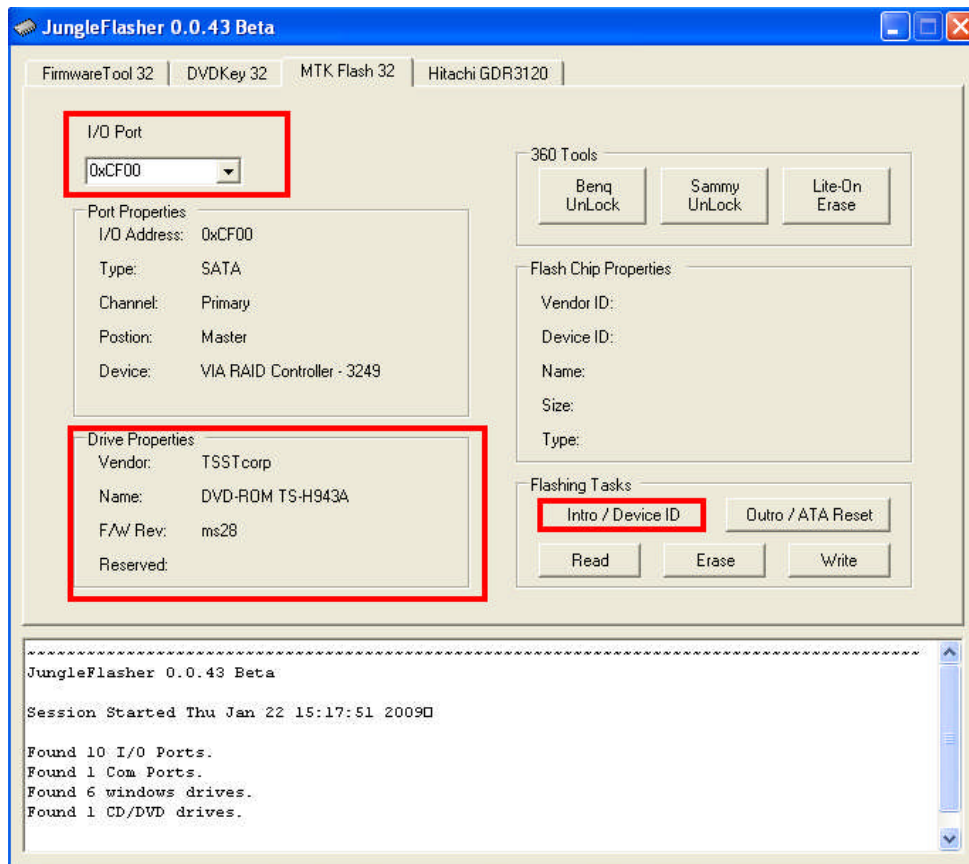 JungleFlasher 0.0.43 Beta
FirmwareTool 32
DVDKey 32
MTK Flash 32
Hitachi GDR3120
I/O Port
0xCF00
Port Properties
I/O Address: 0xCF00
Type: SATA
Channel: Primary
Postion: Master
Device: VIA RAID Controller - 3249
Drive Properties
Vendor: TSSTcorp
Name: DVD-ROM TS-H943A
F/W Rev: ms28
Reserved:
360 Tools
Benq
UnLock
Sammy
UnLock
Lite-On
Erase
Flash Chip Properties
Vendor ID:
Device ID:
Name:
Size:
Type:
Flashing Tasks
Intro / Device ID
Outro / ATA Reset
Read
Erase
Write
JungleFlasher 0.0.43 Beta
Session Started Thu Jan 22 15:17:51 2009
Found 10 I/O Ports.
Found 1 Com Ports.
Found 6 windows drives.
Found 1 CD/DVD drives.